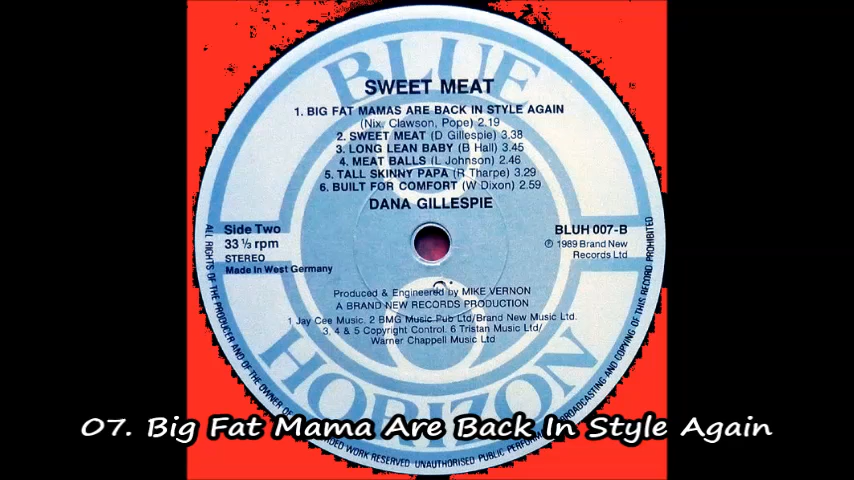 BLUE
SWEET MEAT
1. BIG FAT MAMAS ARE BACK IN STYLE AGAIN
(Nix, Clawson, Pope) 2.19
2. SWEET MEAT (D Gillespie) 3.38
3. LONG LEAN BABY (B Hall) 3.45
4. MEAT BALLS (L Johnson) 2.46
5. TALL SKINNY PAPA (R Tharpe) 3.29
6. BUILT FOR COMFORT (W Dixon) 2.59
DANA GILLESPIE
Side Two
33 ⅓ rpm
STEREO
Made In West Germany
BLUH 007-B
℗ 1989 Brand New
Records Ltd
Produced & Engineered by MIKE VERNON
A BRAND NEW RECORDS PRODUCTION
1 Jay Cee Music. 2 BMG Music Pub Ltd/Brand New Music Ltd.
3, 4 & 5 Copyright Control. 6 Tristan Music Ltd/
Warner Chappell Music Ltd
HORIZON
ALL RIGHTS OF THE PRODUCER AND OF THE OWNER OF WORK RESERVED UNAUTHORISED PUBLIC BROADCASTING AND COPYING OF THIS RECORD PROHIBITED
07. Big Fat Mama Are Back In Style Again